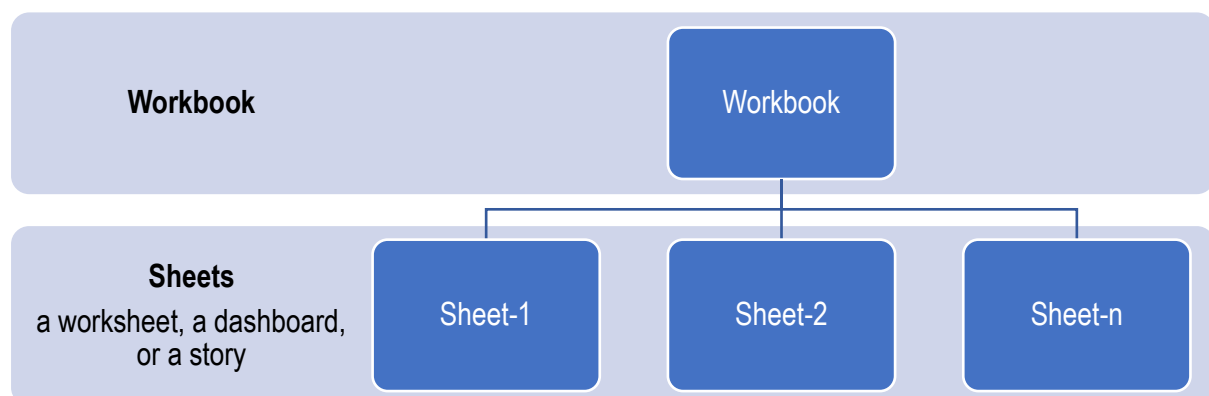 Workbook
Workbook
Sheets
a worksheet, a dashboard,
or a story
Sheet-1
Sheet-2
Sheet-n